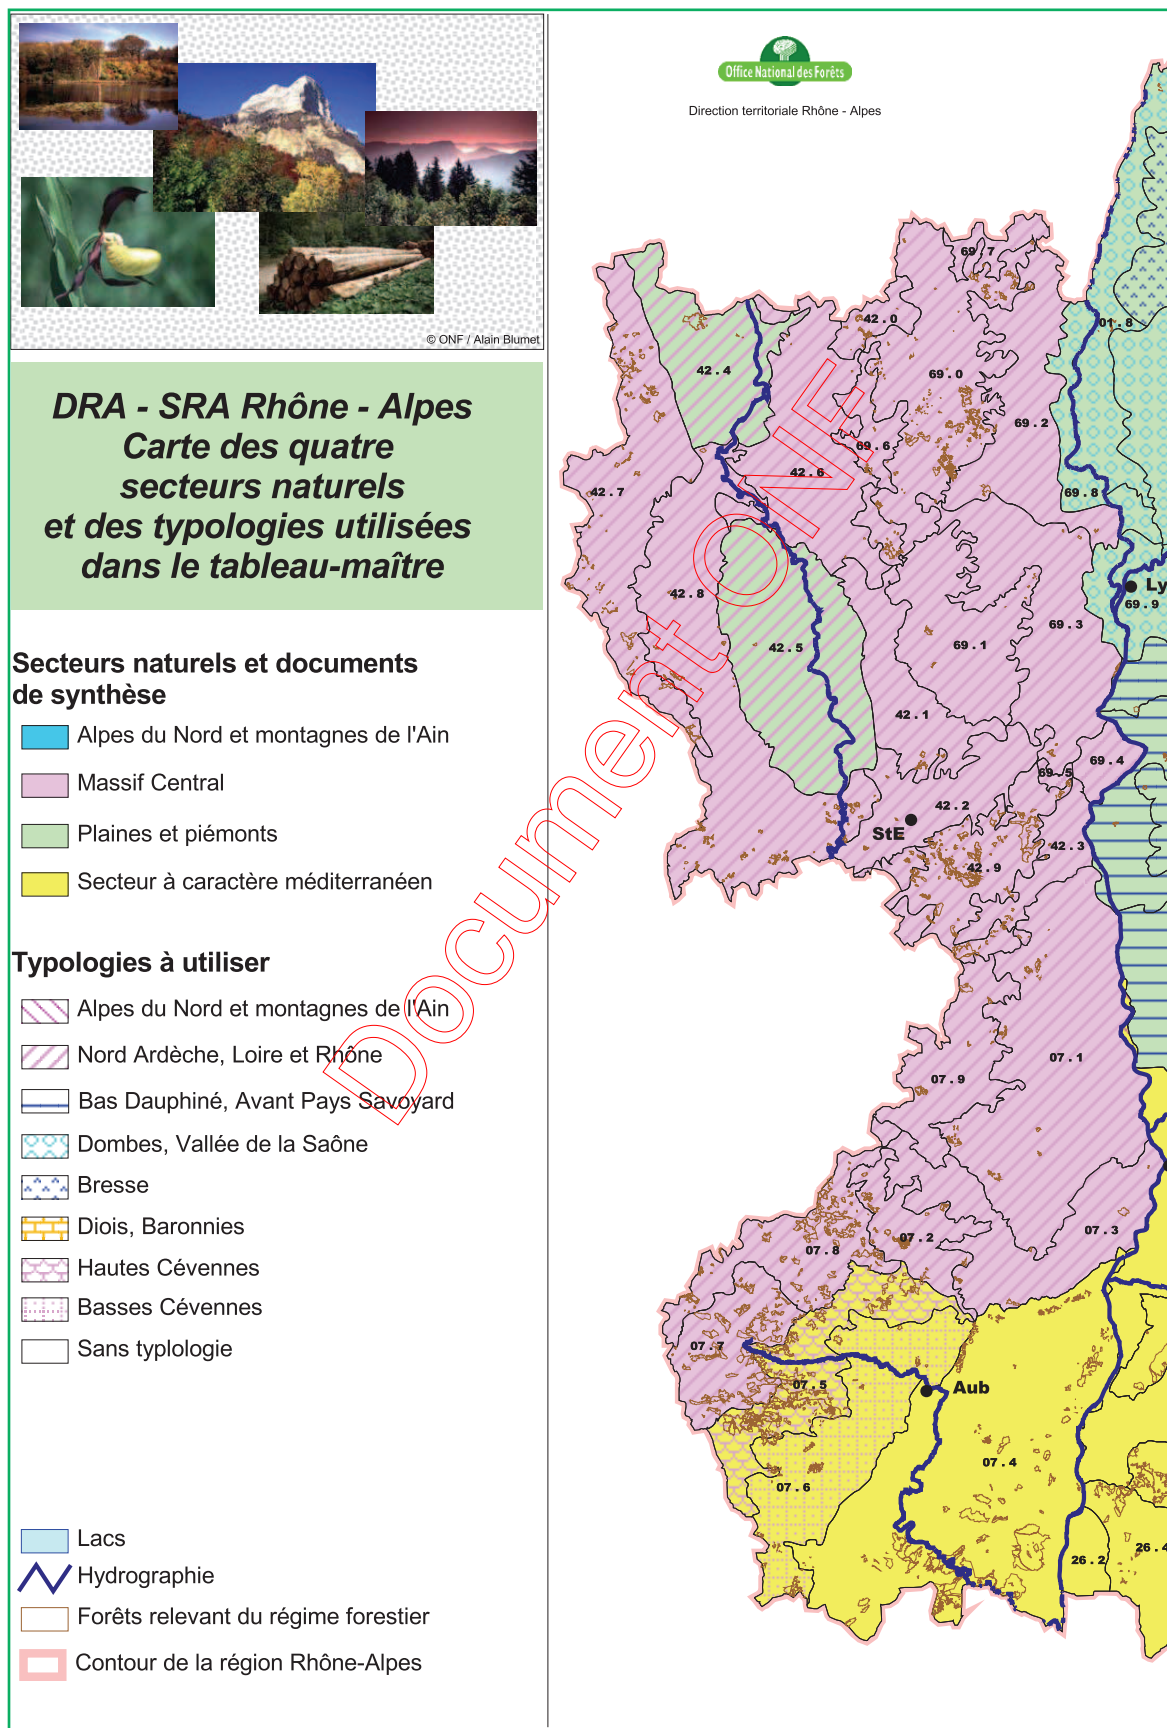 © ONF / Alain Blumet
DRA - SRA Rhône - Alpes
Carte des quatre
secteurs naturels
et des typologies utilisées
dans le tableau-maître
Secteurs naturels et documents
de synthèse
Alpes du Nord et montagnes de l'Ain
Massif Central
Plaines et piémonts
Secteur à caractère méditerranéen
Typologies à utiliser
Alpes du Nord et montagnes de l'Ain
Nord Ardèche, Loire et Rhône
Bas Dauphiné, Avant Pays Savoyard
Dombes, Vallée de la Saône
Bresse
Diois, Baronnies
Hautes Cévennes
Basses Cévennes
Sans typlologie
Lacs
Hydrographie
Forêts relevant du régime forestier
Contour de la région Rhône-Alpes
Office National des Forêts
Direction territoriale Rhône - Alpes
69 . 7
42 . 0
01 . 8
42 . 4
69 . 0
69 . 2
69 . 6
42 . 6
42 . 7
69 . 8
Ly
42 . 8
69 . 9
69 . 3
42 . 5
69 . 1
42 . 1
69 . 4
69 . 5
42 . 2
StE
42 . 3
42 . 9
07 . 1
07 . 9
07 . 3
07 . 2
07 . 8
07 . 7
07 . 5
Aub
07 . 4
07 . 6
26 . 4
26 . 2
Document ONF